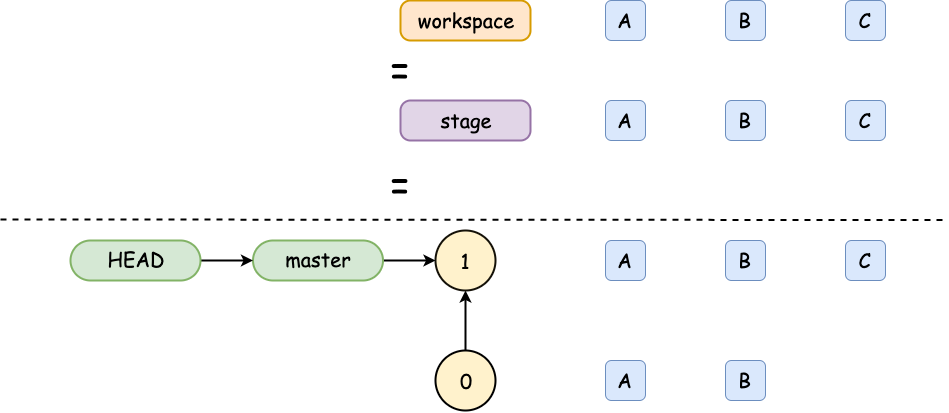 workspace A B C
=
stage A B C
=
HEAD master 1 A B C
0 A B